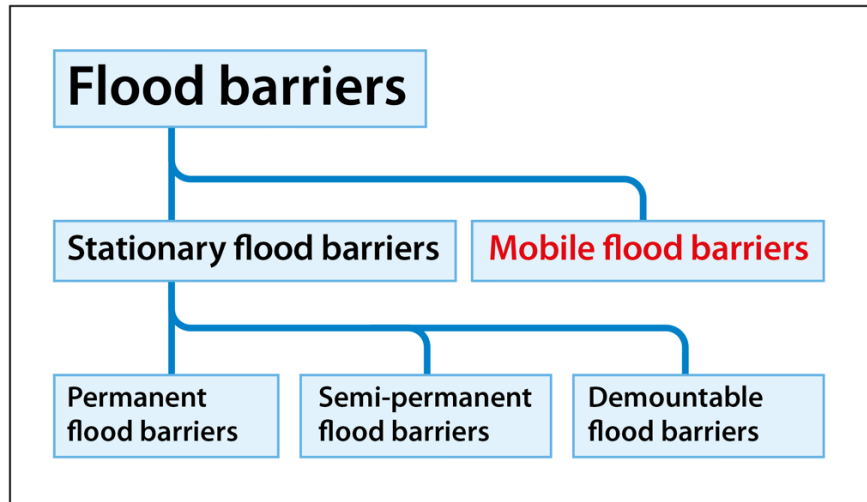 Flood barriers
Stationary flood barriers
Mobile flood barriers
Permanent
flood barriers
Semi-permanent
flood barriers
Demountable
flood barriers